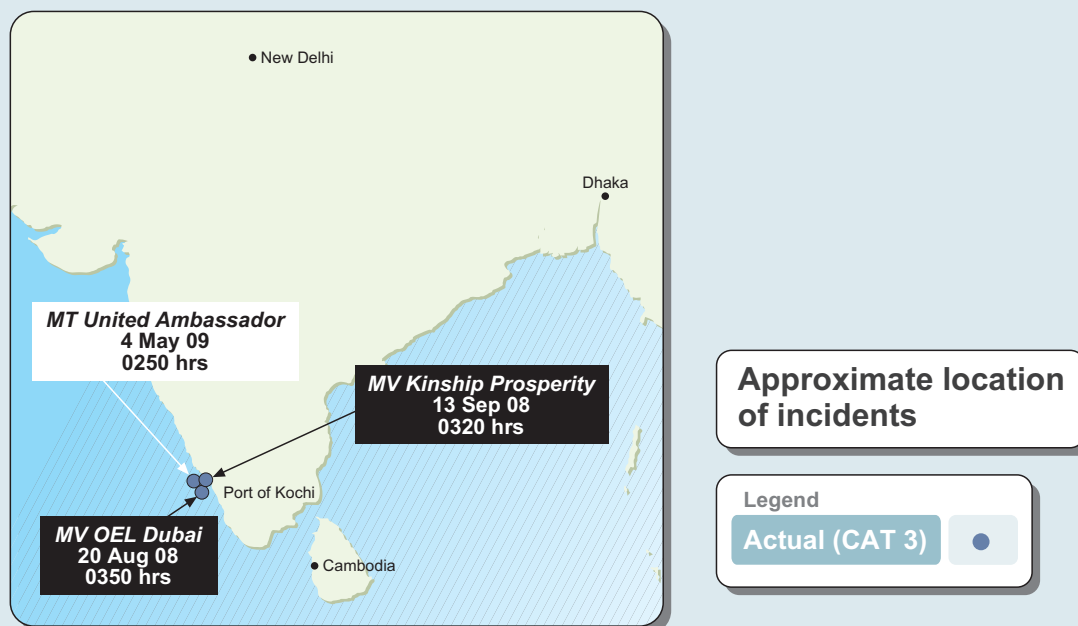 New Delhi
Dhaka
MT United Ambassador
4 May 09
0250 hrs
MV Kinship Prosperity
13 Sep 08
0320 hrs
Port of Kochi
MV OEL Dubai
20 Aug 08
0350 hrs
Cambodia
Approximate location
of incidents
Legend
Actual (CAT 3)